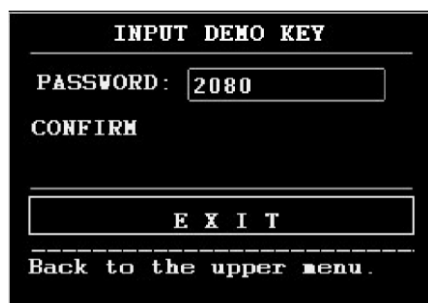 INPUT DEMO KEY
PASSWORD: 2080
CONFIRM
E X I T
Back to the upper menu.